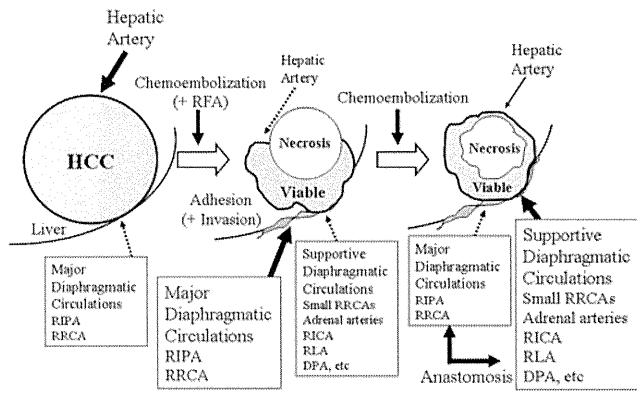 Hepatic
Artery
Chemoembolization
(+ RFA)
HCC
Liver
Major
Diaphragmatic
Circulations
RIPA
RRCA
Hepatic
Artery
Necrosis
Viable
Adhesion
(+ Invasion)
Major
Diaphragmatic
Circulations
RIPA
RRCA
Supportive
Diaphragmatic
Circulations
Small RRCAs
Adrenal arteries
RICA
RLA
DPA, etc
Chemoembolization
Hepatic
Artery
Necrosis
Viable
Major
Diaphragmatic
Circulations
RIPA
RRCA
Anastomosis
Supportive
Diaphragmatic
Circulations
Small RRCAs
Adrenal arteries
RICA
RLA
DPA, etc